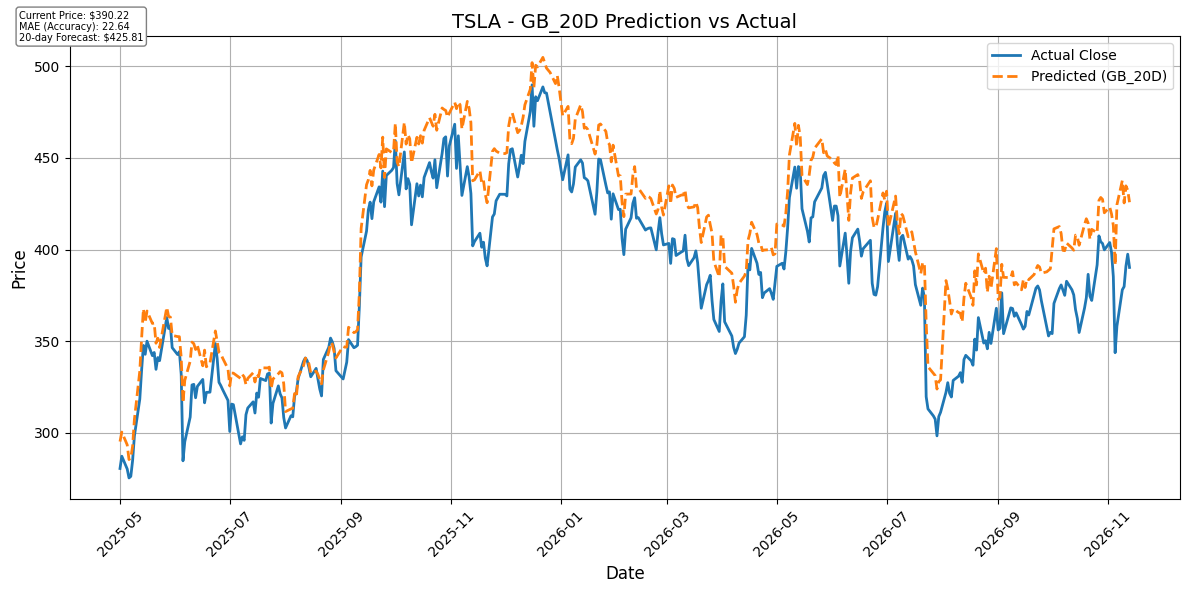 TSLA - GB_20D Prediction vs Actual
Current Price: $390.22
MAE (Accuracy): 22.64
20-day Forecast: $425.81
Actual Close
Predicted (GB_20D)
Price
500
450
400
350
300
2025-05
2025-07
2025-09
2025-11
2026-01
2026-03
2026-05
2026-07
2026-09
2026-11
Date